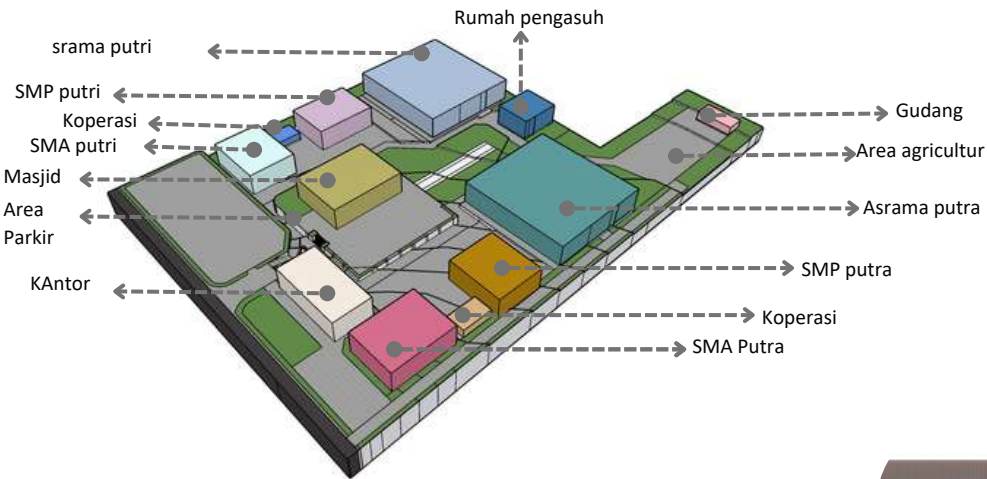 Rumah pengasuh
srama putri
SMP putri
Koperasi
SMA putri
Masjid
Area
Parkir
KAntor
Gudang
Area agricultur
Asrama putra
SMP putra
Koperasi
SMA Putra